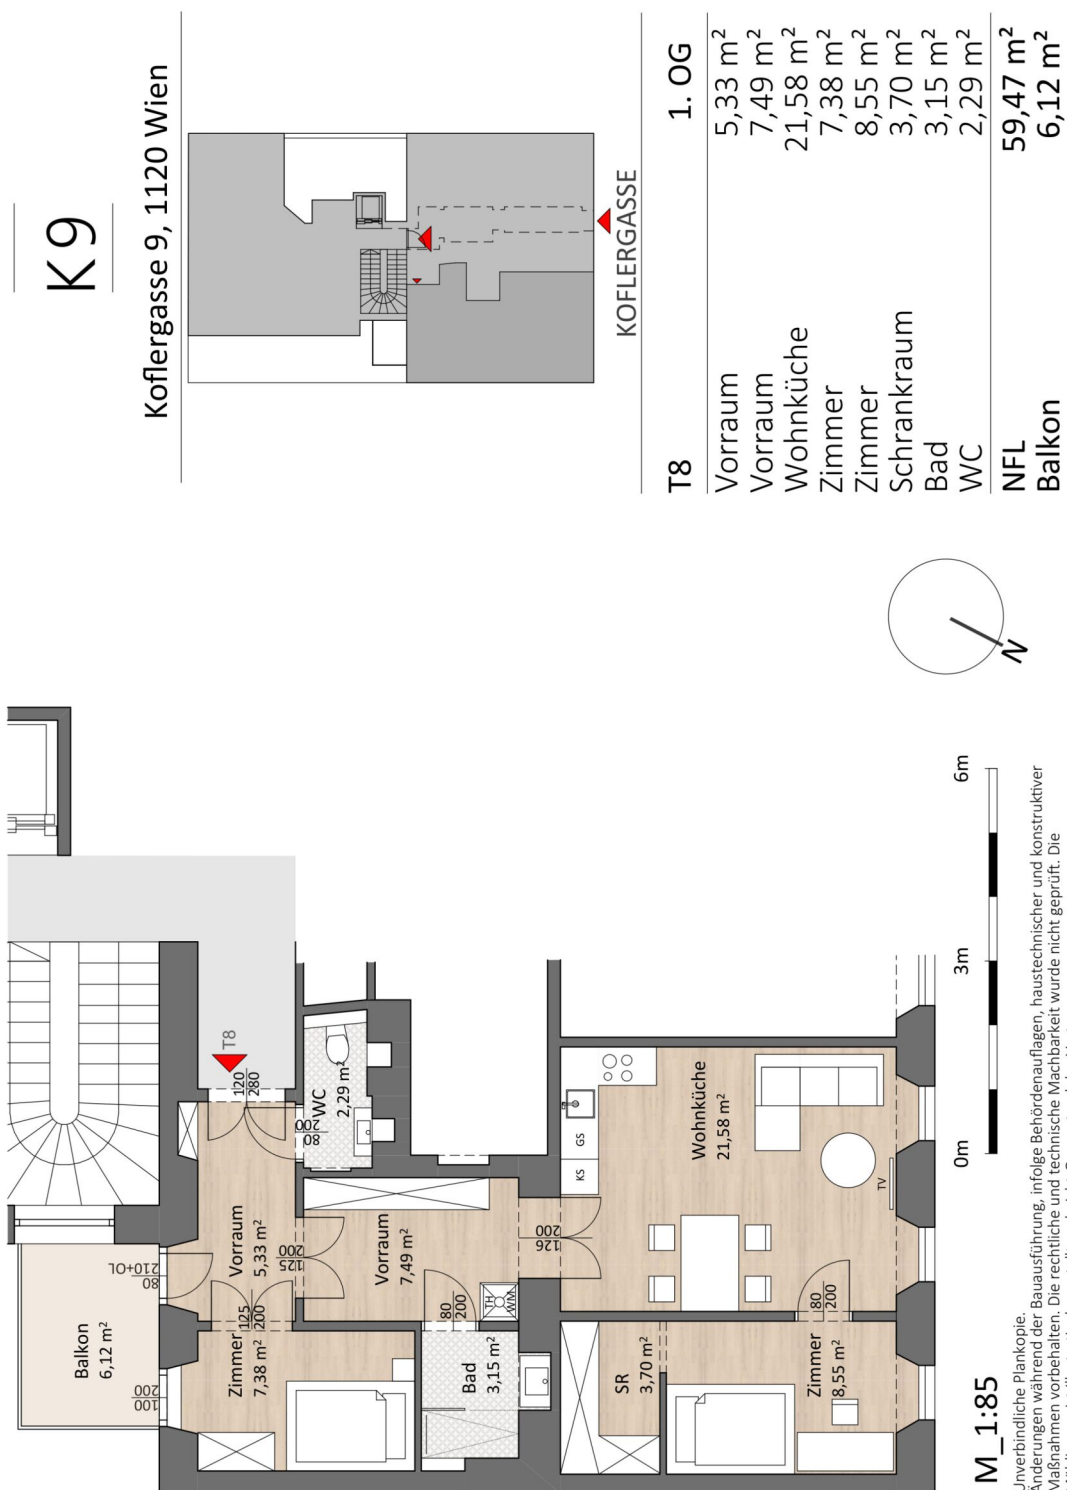 K 9
Koflergasse 9, 1120 Wien
KOFLERGASSE
T8 1. OG
Vorraum 5,33 m²
Vorraum 7,49 m²
Wohnküche 21,58 m²
Zimmer 7,38 m²
Zimmer 8,55 m²
Schrankraum 3,70 m²
Bad 3,15 m²
WC 2,29 m²
NFL 59,47 m²
Balkon 6,12 m²
N
T8
120
280
WC
2,29 m²
80
200
Balkon
6,12 m²
80
210+OL
100
200
Vorraum
5,33 m²
125
200
Zimmer
7,38 m²
125
200
Vorraum
7,49 m²
80
200
TH
WM
Bad
3,15 m²
126
200
KS
GS
Wohnküche
21,58 m²
TV
SR
3,70 m²
80
200
Zimmer
8,55 m²
M_1:85
0m 3m 6m
Unverbindliche Plankopie.
Änderungen während der Bauausführung, infolge Behördenauflagen, haustechnischer und konstruktiver
Maßnahmen vorbehalten. Die rechtliche und technische Machbarkeit wurde nicht geprüft. Die